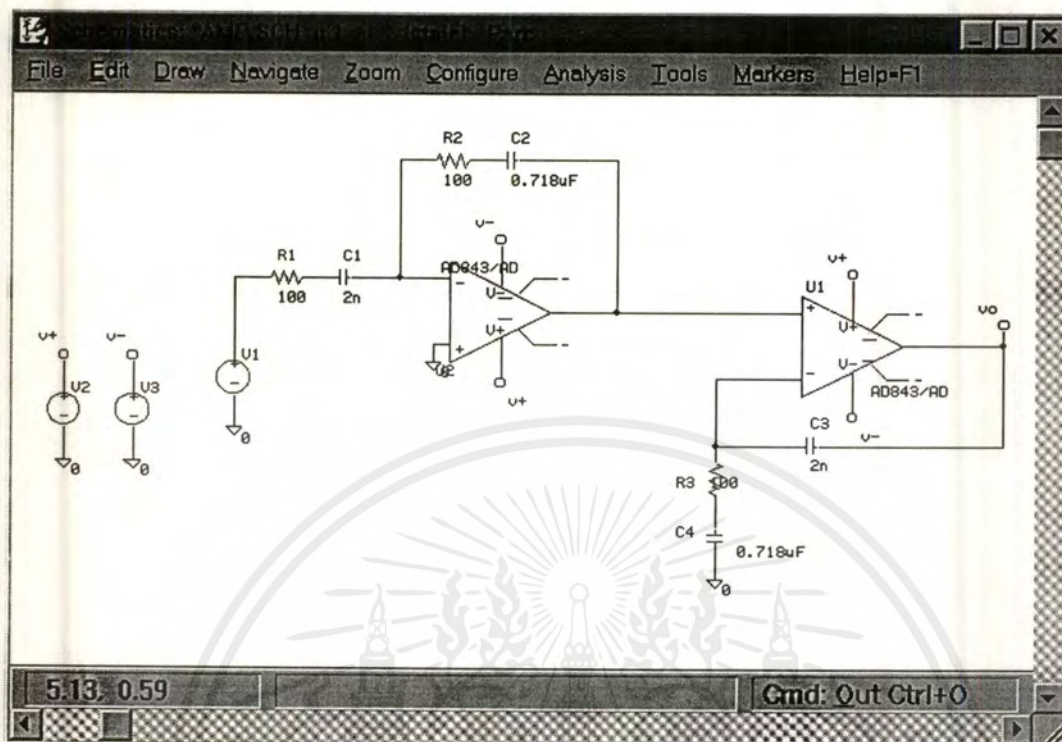 File Edit Draw Navigate Zoom Configure Analysis Tools Markers Help=F1
R2 C2
100 0.718uF
v-
R1 C1
100 2n
AD843/AD
V-
V+
v+
v+ v-
V1
V2 V3
0
0 0
v+
U1
V+
V-
AD843/AD
v-
vo
C3
2n
R3 100
C4
0.718uF
0
5.13, 0.59 Cmd: Out Ctrl+O